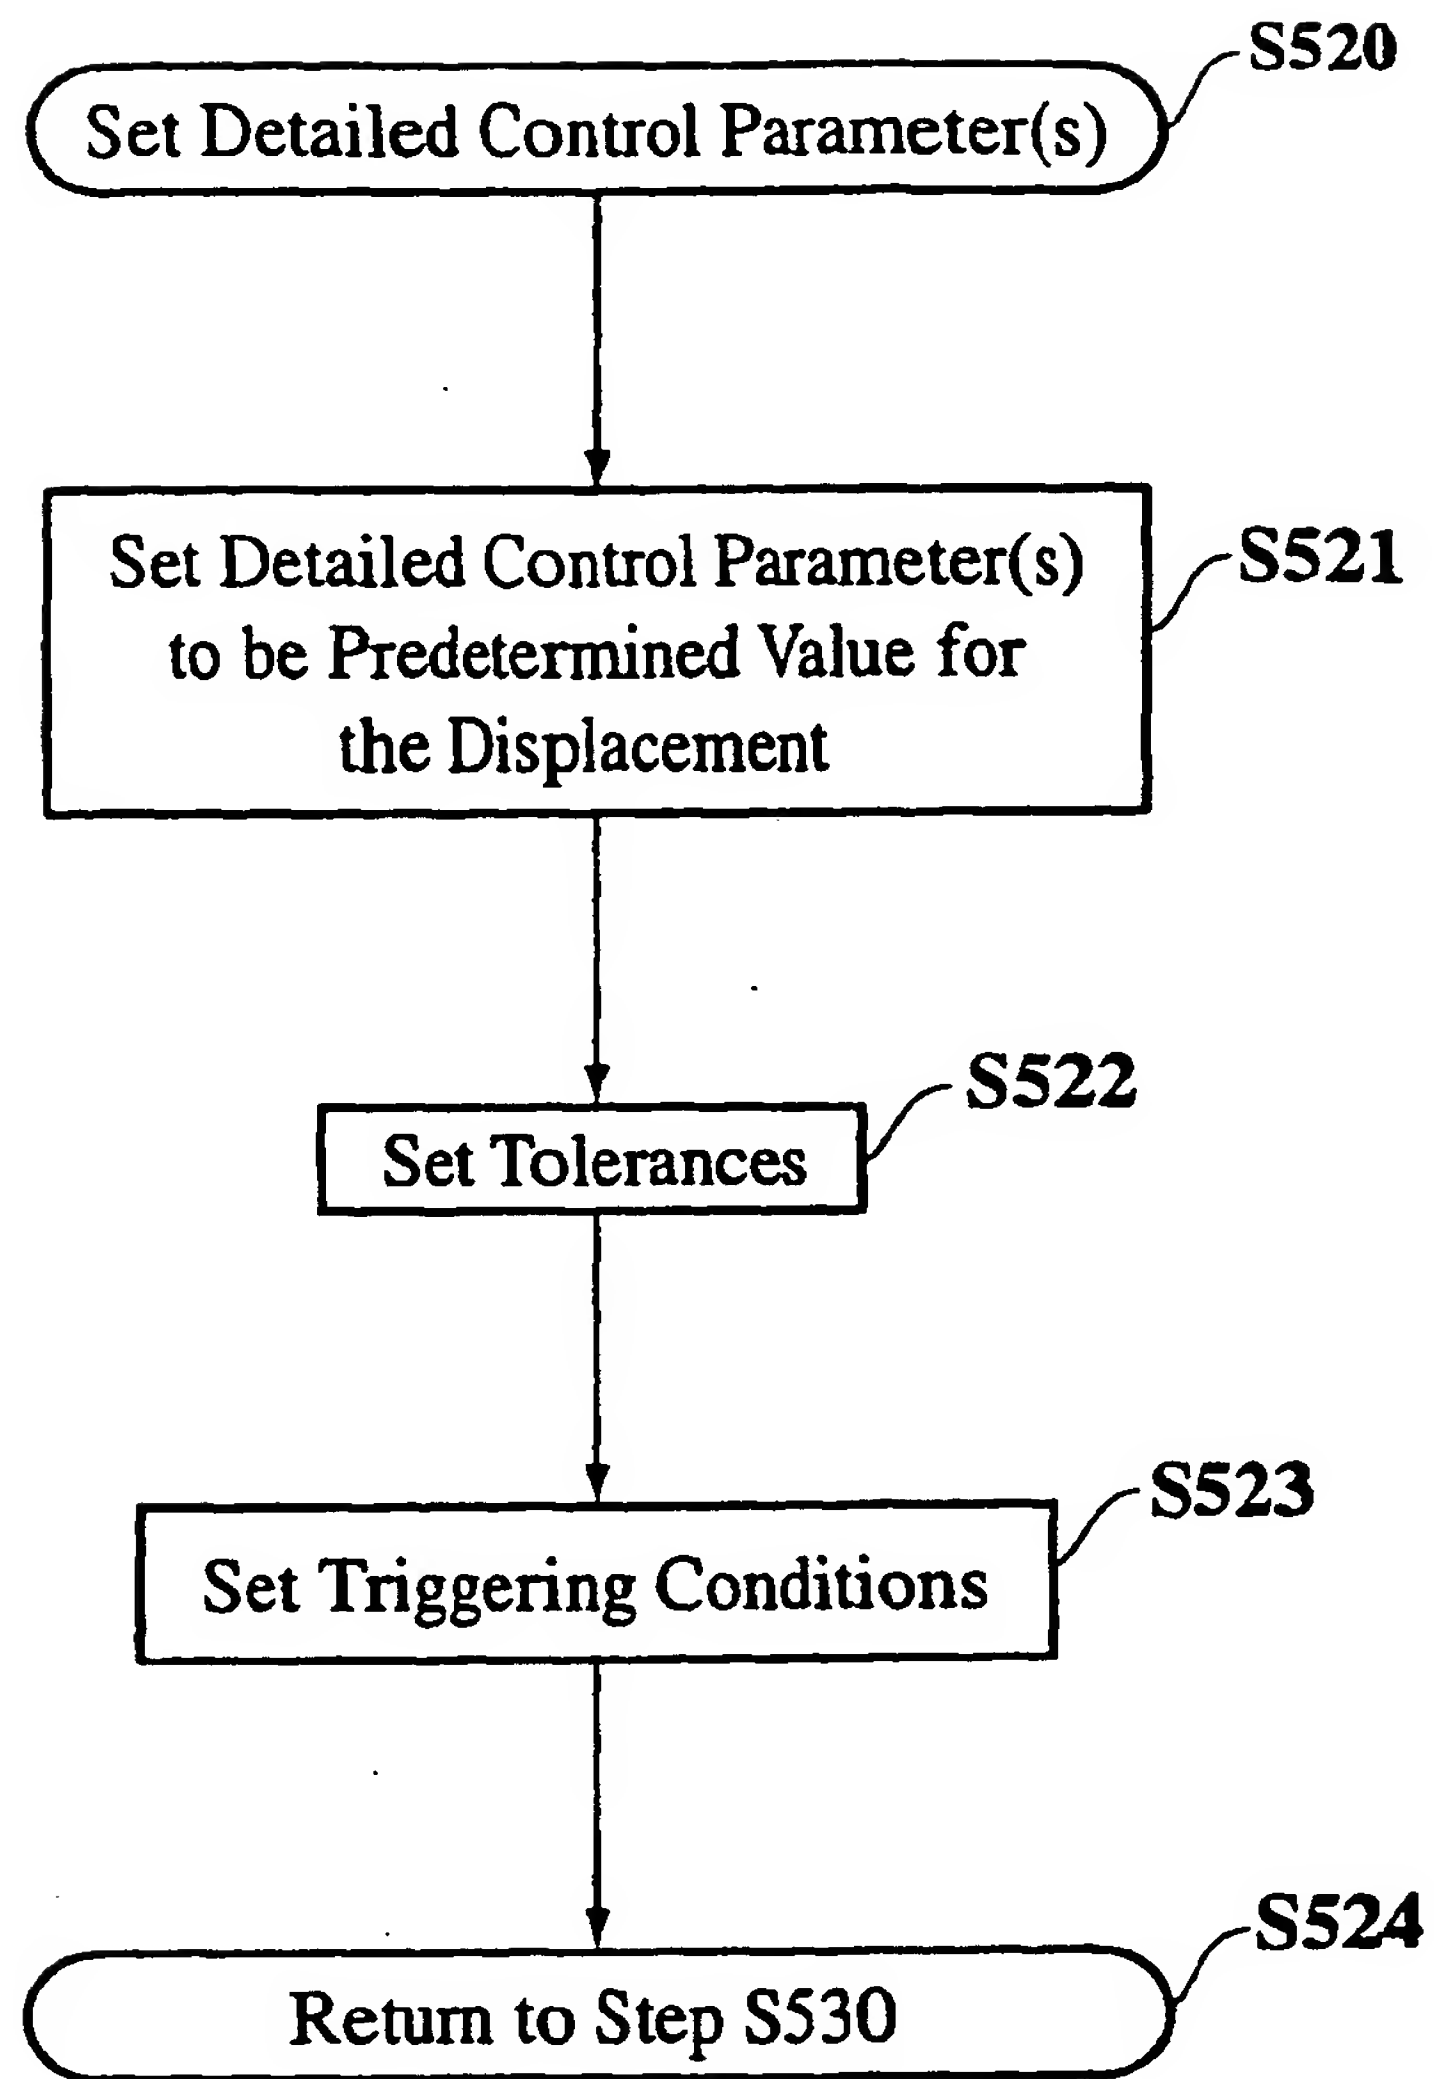 S520
Set Detailed Control Parameter(s)
Set Detailed Control Parameter(s)
to be Predetermined Value for
the Displacement
S521
S522
Set Tolerances
S523
Set Triggering Conditions
S524
Return to Step S530